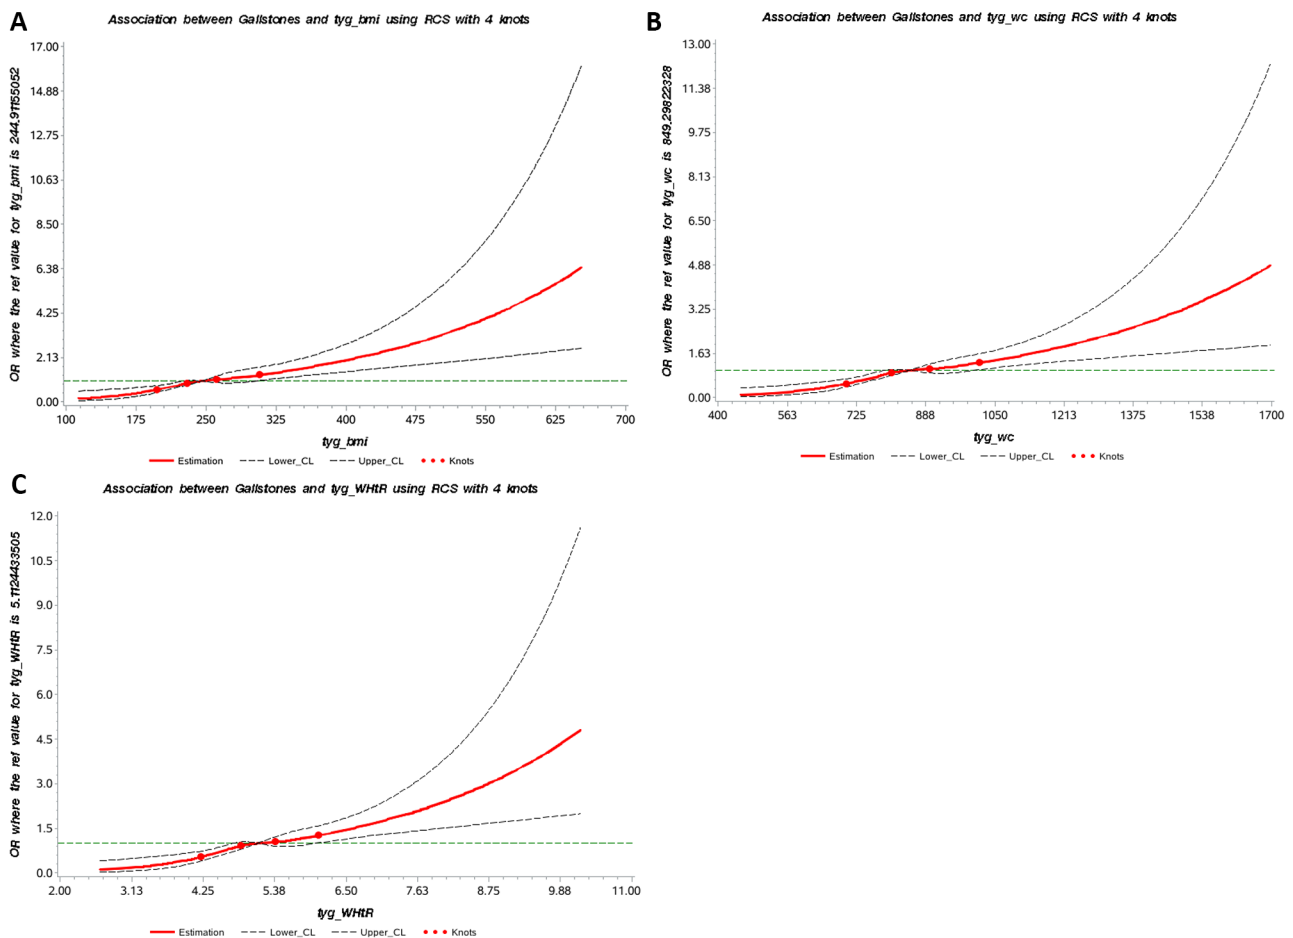 A
Association between Gallstones and tyg_bmi using RCS with 4 knots
OR where the ref value for tyg_bmi is 244.91155052
17.00
14.88
12.75
10.63
8.50
6.38
4.25
2.13
0.00
100 175 250 325 400 475 550 625 700
tyg_bmi
Estimation Lower_CL Upper_CL Knots
B
Association between Gallstones and tyg_wc using RCS with 4 knots
OR where the ref value for tyg_wc is 849.29822328
13.00
11.38
9.75
8.13
6.50
4.88
3.25
1.63
0.00
400 563 725 888 1050 1213 1375 1538 1700
tyg_wc
Estimation Lower_CL Upper_CL Knots
C
Association between Gallstones and tyg_WHtR using RCS with 4 knots
OR where the ref value for tyg_WHtR is 5.1124433505
12.0
10.5
9.0
7.5
6.0
4.5
3.0
1.5
0.0
2.00 3.13 4.25 5.38 6.50 7.63 8.75 9.88 11.00
tyg_WHtR
Estimation Lower_CL Upper_CL Knots